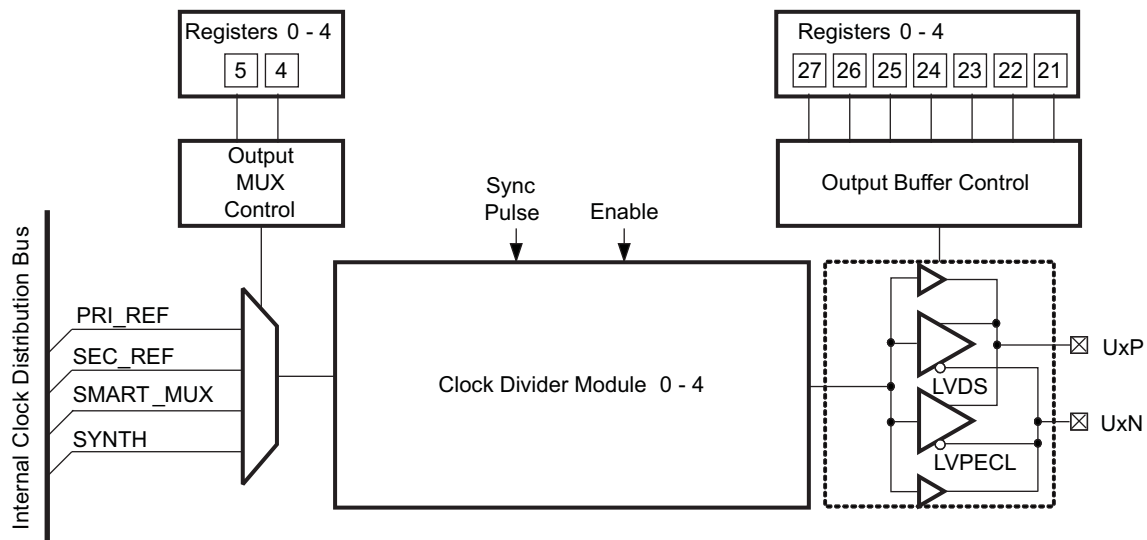 Registers 0 - 4
5 4
Output
MUX
Control
Registers 0 - 4
27 26 25 24 23 22 21
Output Buffer Control
Sync
Pulse
Enable
Internal Clock Distribution Bus
PRI_REF
SEC_REF
SMART_MUX
SYNTH
Clock Divider Module 0 - 4
LVDS
LVPECL
UxP
UxN